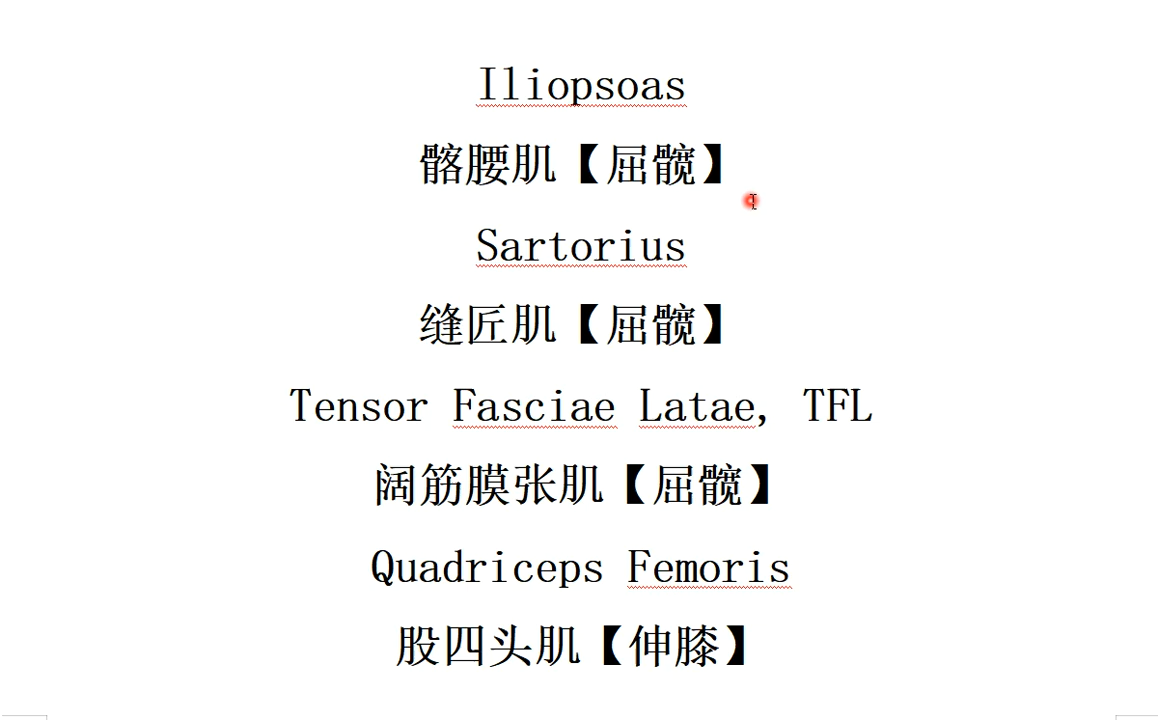 Iliopsoas
髂腰肌【屈髋】
Sartorius
缝匠肌【屈髋】
Tensor Fasciae Latae, TFL
阔筋膜张肌【屈髋】
Quadriceps Femoris
股四头肌【伸膝】